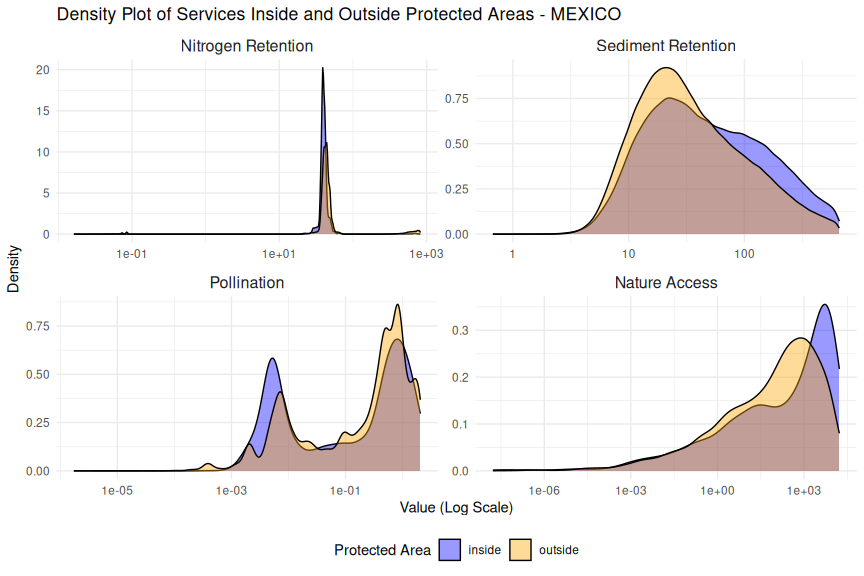 Density Plot of Services Inside and Outside Protected Areas - MEXICO
Nitrogen Retention
Sediment Retention
20
15
10
5
0
1e-01
1e+01
1e+03
0.75
0.50
0.25
0.00
1
10
100
Density
Pollination
Nature Access
0.75
0.50
0.25
0.00
1e-05
1e-03
1e-01
0.3
0.2
0.1
0.0
1e-06
1e-03
1e+00
1e+03
Value (Log Scale)
Protected Area
inside
outside